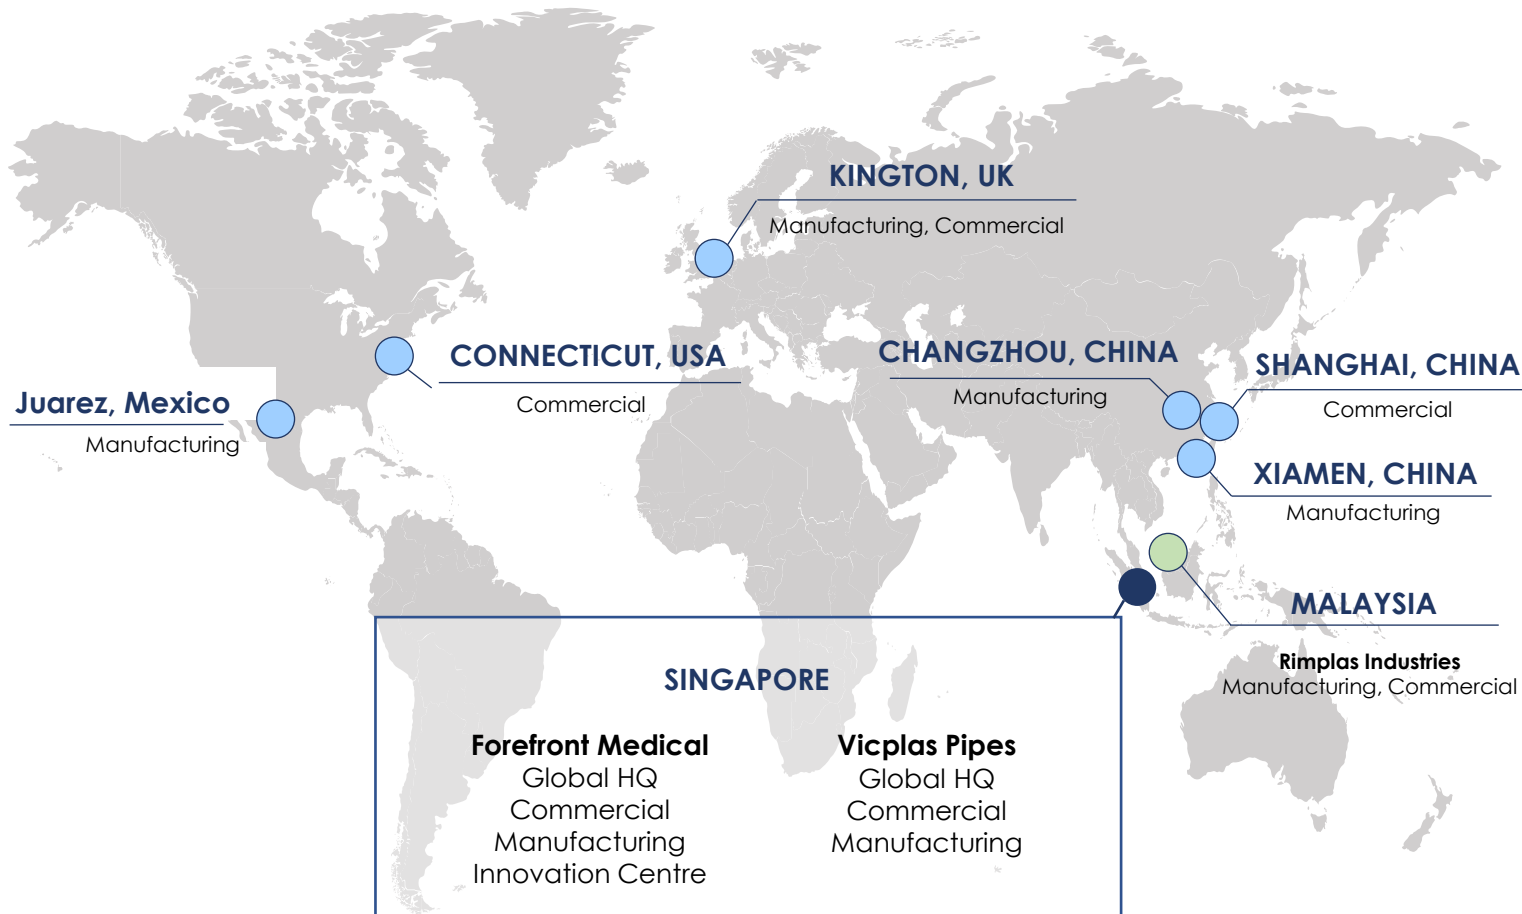 KINGTON, UK
Manufacturing, Commercial
CONNECTICUT, USA
Commercial
Juarez, Mexico
Manufacturing
CHANGZHOU, CHINA
Manufacturing
SHANGHAI, CHINA
Commercial
XIAMEN, CHINA
Manufacturing
MALAYSIA
Rimplas Industries
Manufacturing, Commercial
SINGAPORE
Forefront Medical
Global HQ
Commercial
Manufacturing
Innovation Centre
Vicplas Pipes
Global HQ
Commercial
Manufacturing